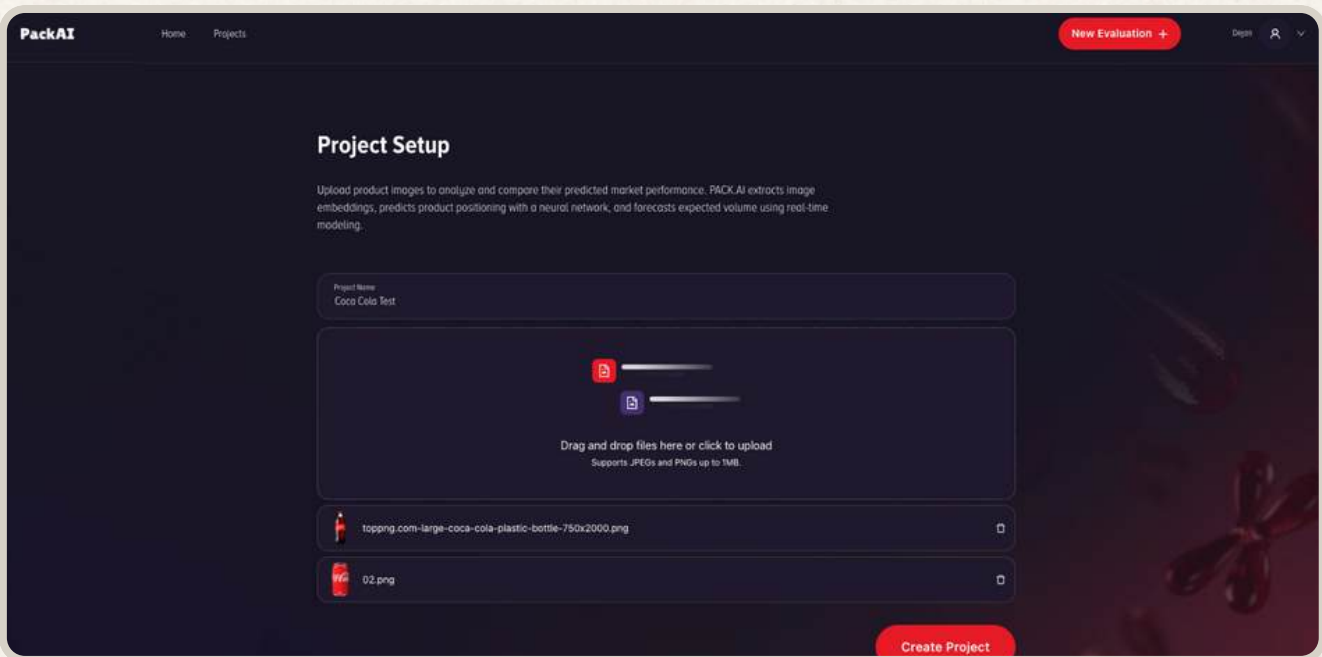 PackAI
Home Projects
New Evaluation +
Dejan
Project Setup
Upload product images to analyze and compare their predicted market performance. PACK.AI extracts image
embeddings, predicts product positioning with a neural network, and forecasts expected volume using real-time
modeling.
Project Name
Coca Cola Test
Drag and drop files here or click to upload
Supports JPEGs and PNGs up to 1MB.
toppng.com-large-coca-cola-plastic-bottle-750x2000.png
02.png
Create Project